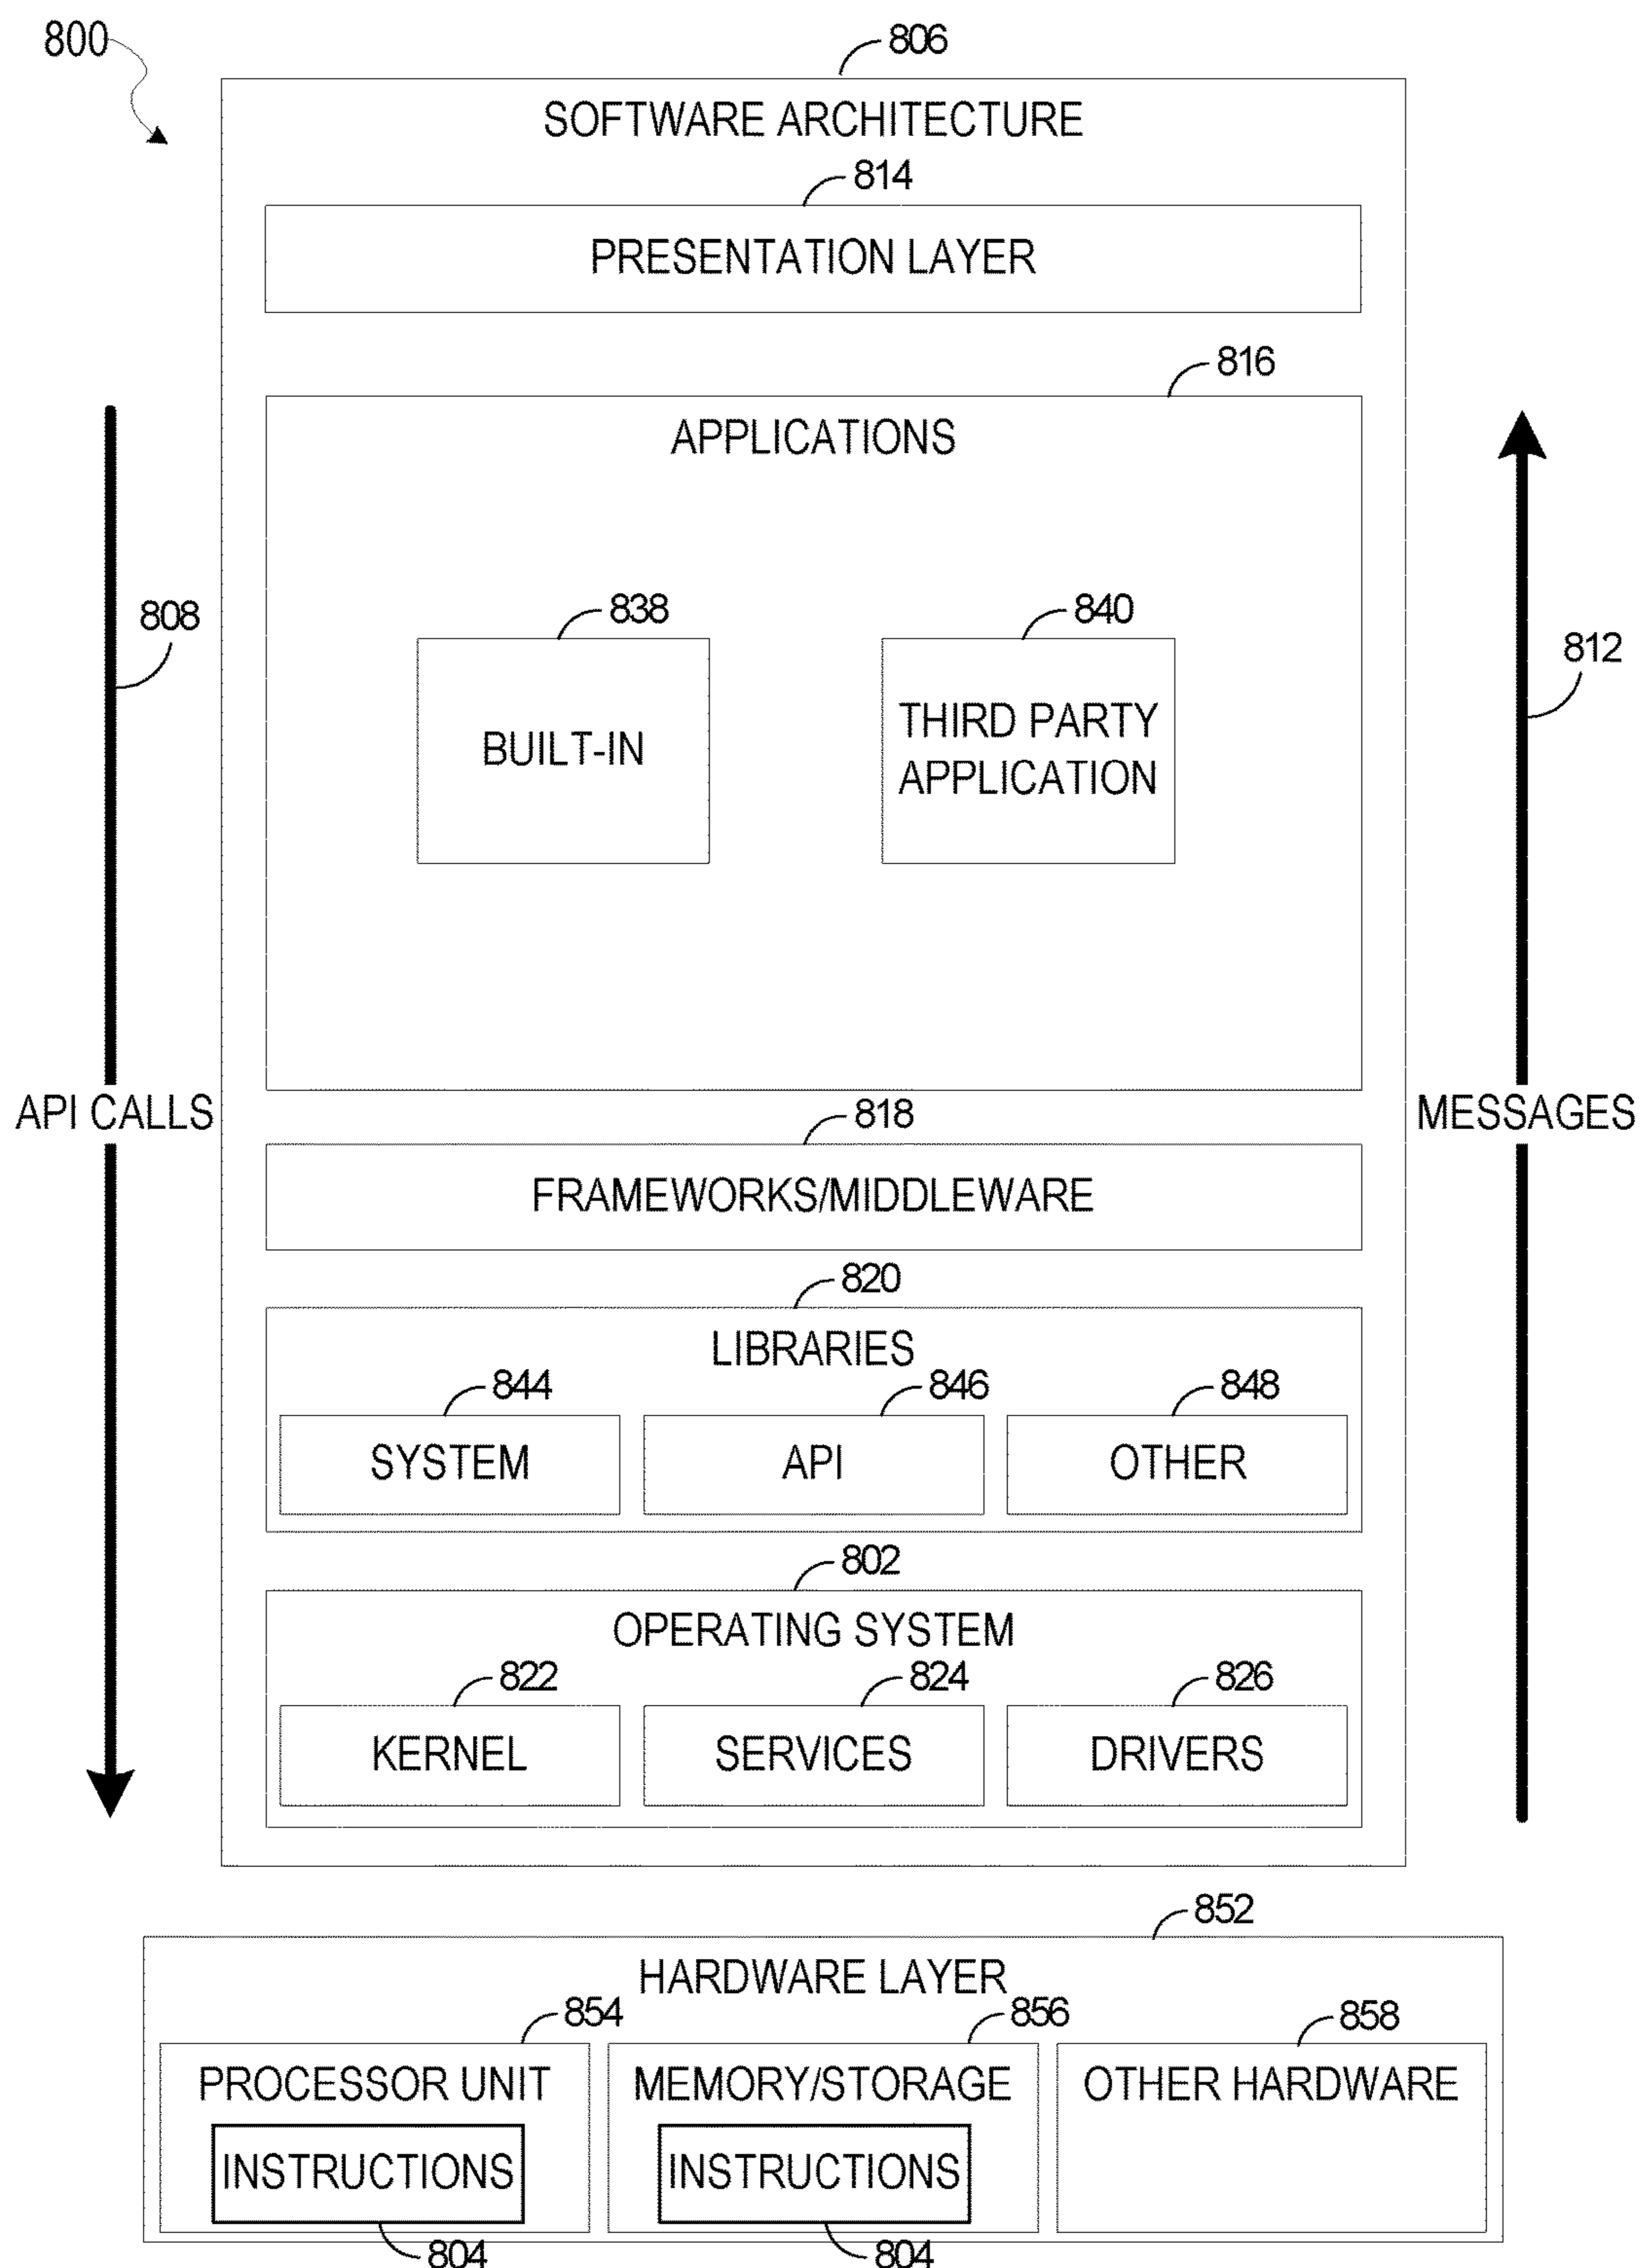 800
806
SOFTWARE ARCHITECTURE
814
PRESENTATION LAYER
816
APPLICATIONS
808
838
840
812
BUILT-IN
THIRD PARTY
APPLICATION
API CALLS
MESSAGES
818
FRAMEWORKS/MIDDLEWARE
820
LIBRARIES
844
846
848
SYSTEM
API
OTHER
802
OPERATING SYSTEM
822
824
826
KERNEL
SERVICES
DRIVERS
852
HARDWARE LAYER
854
856
858
PROCESSOR UNIT
MEMORY/STORAGE
OTHER HARDWARE
INSTRUCTIONS
INSTRUCTIONS
804
804